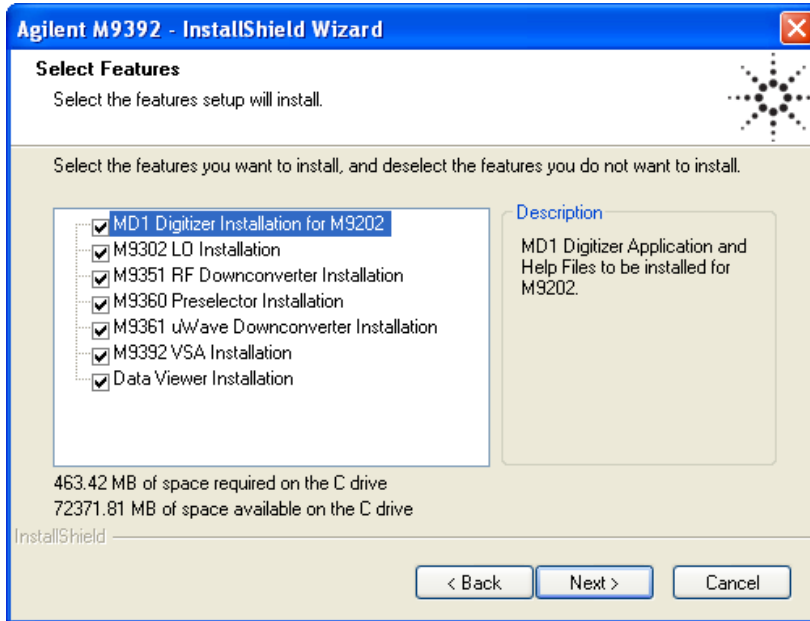 Agilent M9392 - InstallShield Wizard
Select Features
Select the features setup will install.
Select the features you want to install, and deselect the features you do not want to install.
MD1 Digitizer Installation for M9202
M9302 LO Installation
M9351 RF Downconverter Installation
M9360 Preselector Installation
M9361 uWave Downconverter Installation
M9392 VSA Installation
Data Viewer Installation
Description
MD1 Digitizer Application and
Help Files to be installed for
M9202.
463.42 MB of space required on the C drive
72371.81 MB of space available on the C drive
InstallShield
< Back
Next >
Cancel